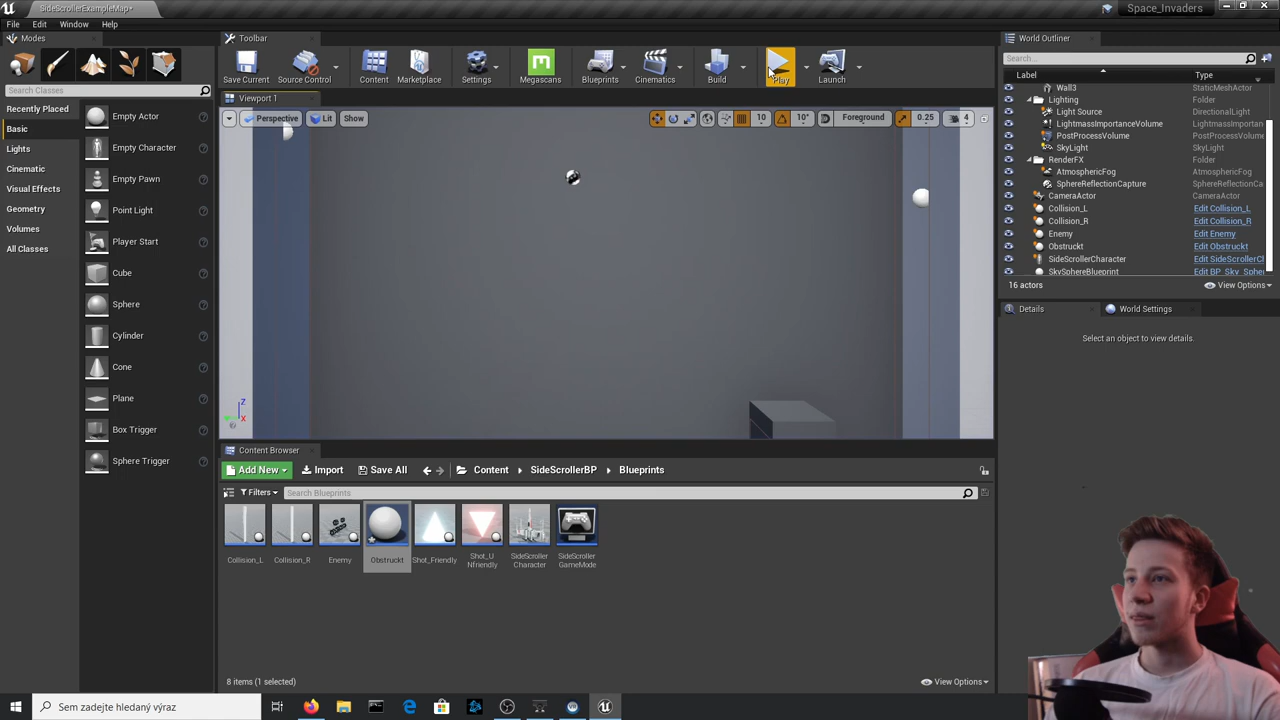 SideScrollerExampleMap*
Space_Invaders
File Edit Window Help
Modes
Toolbar
World Outliner
Save Current
Source Control
Content
Marketplace
Settings
Megascans
Blueprints
Cinematics
Build
Play
Launch
Search Classes
Viewport 1
Search...
Label
Type
Perspective
Lit
Show
10
10°
Foreground
0.25
4
Recently Placed
Basic
Lights
Cinematic
Visual Effects
Geometry
Volumes
All Classes
Empty Actor
Empty Character
Empty Pawn
Point Light
Player Start
Cube
Sphere
Cylinder
Cone
Plane
Box Trigger
Sphere Trigger
Wall3 StaticMeshActor
Lighting Folder
Light Source DirectionalLight
LightmassImportanceVolume LightmassImportan
PostProcessVolume PostProcessVolum
SkyLight SkyLight
RenderFX Folder
AtmosphericFog AtmosphericFog
SphereReflectionCapture SphereReflectionCa
CameraActor CameraActor
Collision_L Edit Collision_L
Collision_R Edit Collision_R
Enemy Edit Enemy
Obstruckt Edit Obstruckt
SideScrollerCharacter Edit SideScrollerCl
SkySphereBlueprint Edit BP_Sky_Spher
16 actors
View Options
Details
World Settings
Select an object to view details.
Z
X
Content Browser
Add New
Import
Save All
Content
SideScrollerBP
Blueprints
Filters
Search Blueprints
Collision_L
Collision_R
Enemy
Obstruckt
Shot_Friendly
Shot_U
Nfriendly
SideScroller
Character
SideScroller
GameMode
8 items (1 selected)
View Options
Sem zadejte hledaný výraz